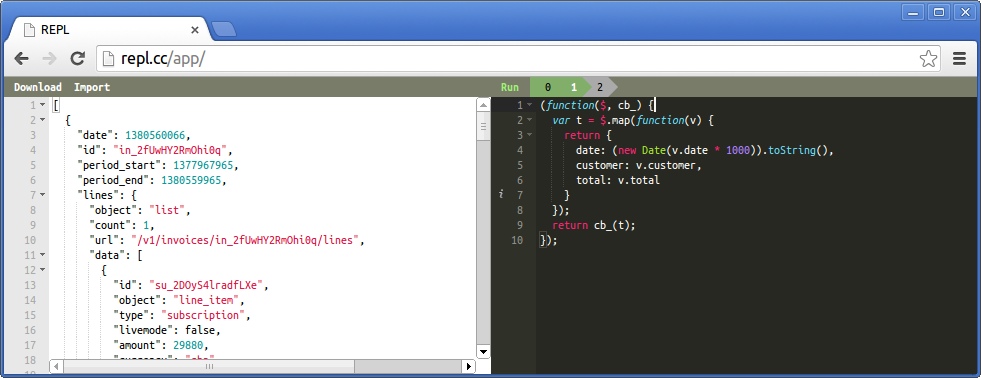 REPL
repl.cc/app/
Download Import
Run 0 1 2
1 [
2 {
3 "date": 1380560066,
4 "id": "in_2fUwHY2RmOhi0q",
5 "period_start": 1377967965,
6 "period_end": 1380559965,
7 "lines": {
8 "object": "list",
9 "count": 1,
10 "url": "/v1/invoices/in_2fUwHY2RmOhi0q/lines",
11 "data": [
12 {
13 "id": "su_2DOyS4lradfLXe",
14 "object": "line_item",
15 "type": "subscription",
16 "livemode": false,
17 "amount": 29880,
18
1 (function($, cb_) {
2 var t = $.map(function(v) {
3 return {
4 date: (new Date(v.date * 1000)).toString(),
5 customer: v.customer,
6 total: v.total
i 7 }
8 });
9 return cb_(t);
10 });